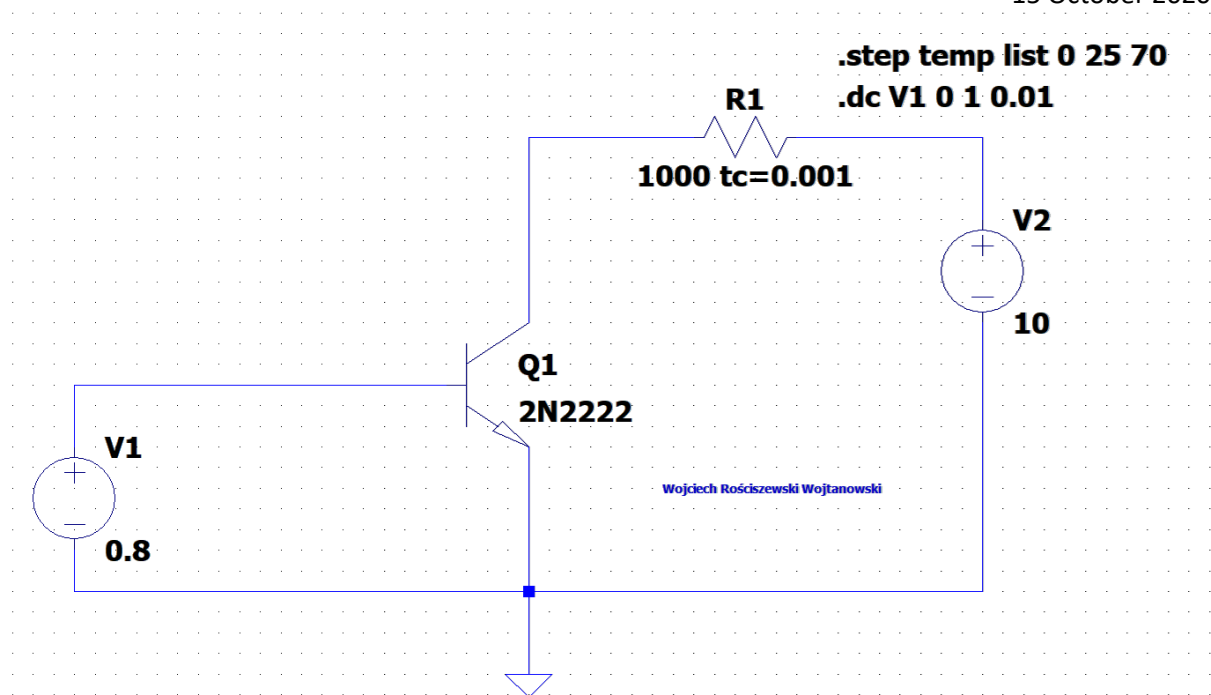 .step temp list 0 25 70
R1
.dc V1 0 1 0.01
1000 tc=0.001
V2
10
Q1
2N2222
V1
Wojciech Rościszewski Wojtanowski
0.8